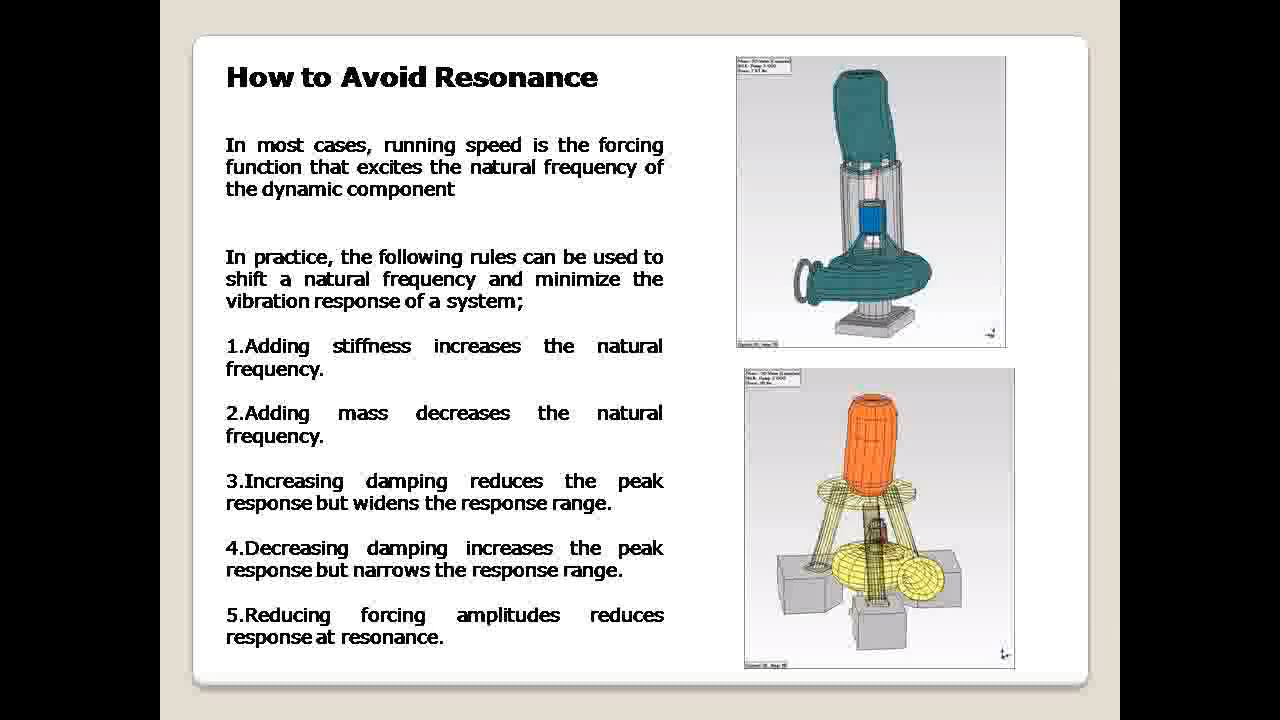 How to Avoid Resonance
In most cases, running speed is the forcing
function that excites the natural frequency of
the dynamic component
In practice, the following rules can be used to
shift a natural frequency and minimize the
vibration response of a system;
1.Adding stiffness increases the natural
frequency.
2.Adding mass decreases the natural
frequency.
3.Increasing damping reduces the peak
response but widens the response range.
4.Decreasing damping increases the peak
response but narrows the response range.
5.Reducing forcing amplitudes reduces
response at resonance.